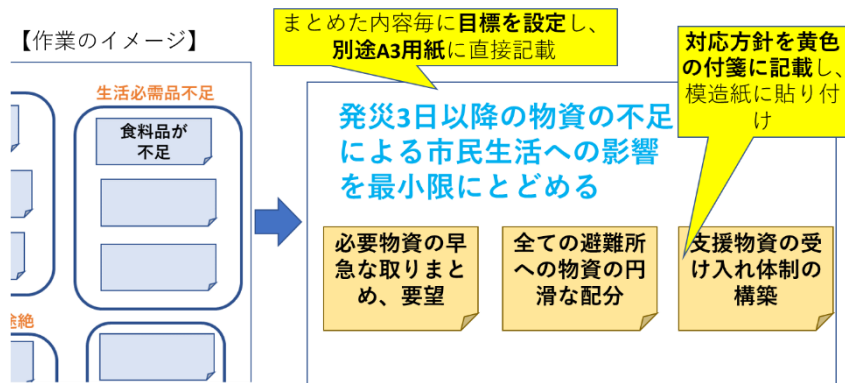 【作業のイメージ】
まとめた内容毎に目標を設定し、
別途A3用紙に直接記載
対応方針を黄色
の付箋に記載し、
模造紙に貼り付
け
生活必需品不足
食料品が
不足
発災3日以降の物資の不足
による市民生活への影響
を最小限にとどめる
必要物資の早
急な取りまと
め、要望
全ての避難所
への物資の円
滑な配分
支援物資の受
け入れ体制の
構築
途絶